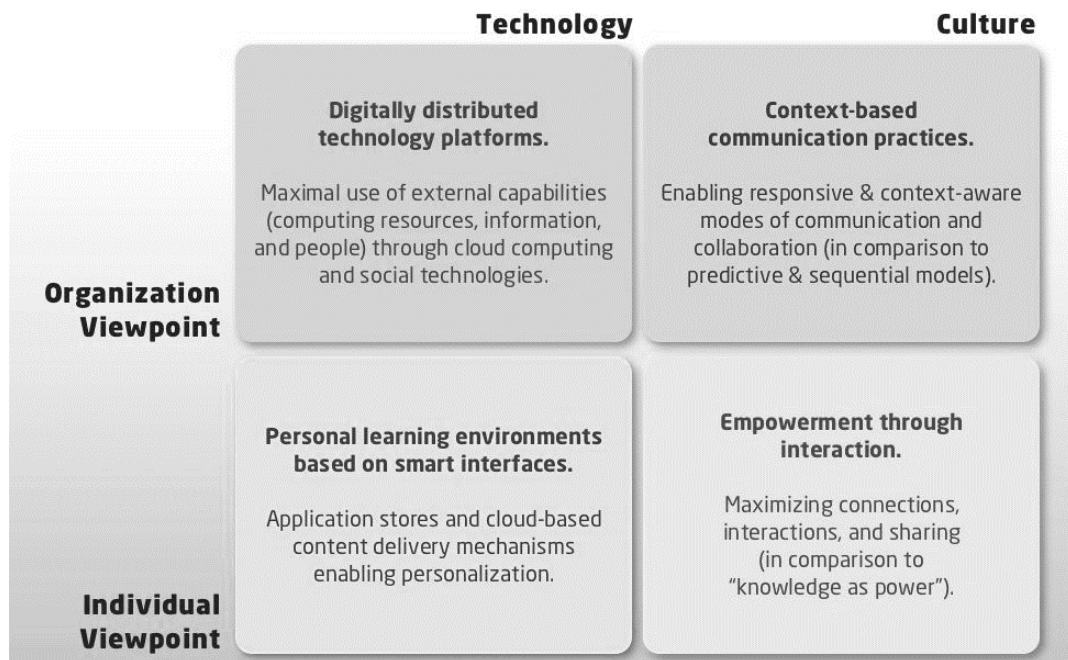 Technology
Culture
Digitally distributed
technology platforms.
Maximal use of external capabilities
(computing resources, information,
and people) through cloud computing
and social technologies.
Context-based
communication practices.
Enabling responsive & context-aware
modes of communication and
collaboration (in comparison to
predictive & sequential models).
Organization
Viewpoint
Personal learning environments
based on smart interfaces.
Application stores and cloud-based
content delivery mechanisms
enabling personalization.
Empowerment through
interaction.
Maximizing connections,
interactions, and sharing
(in comparison to
“knowledge as power”).
Individual
Viewpoint